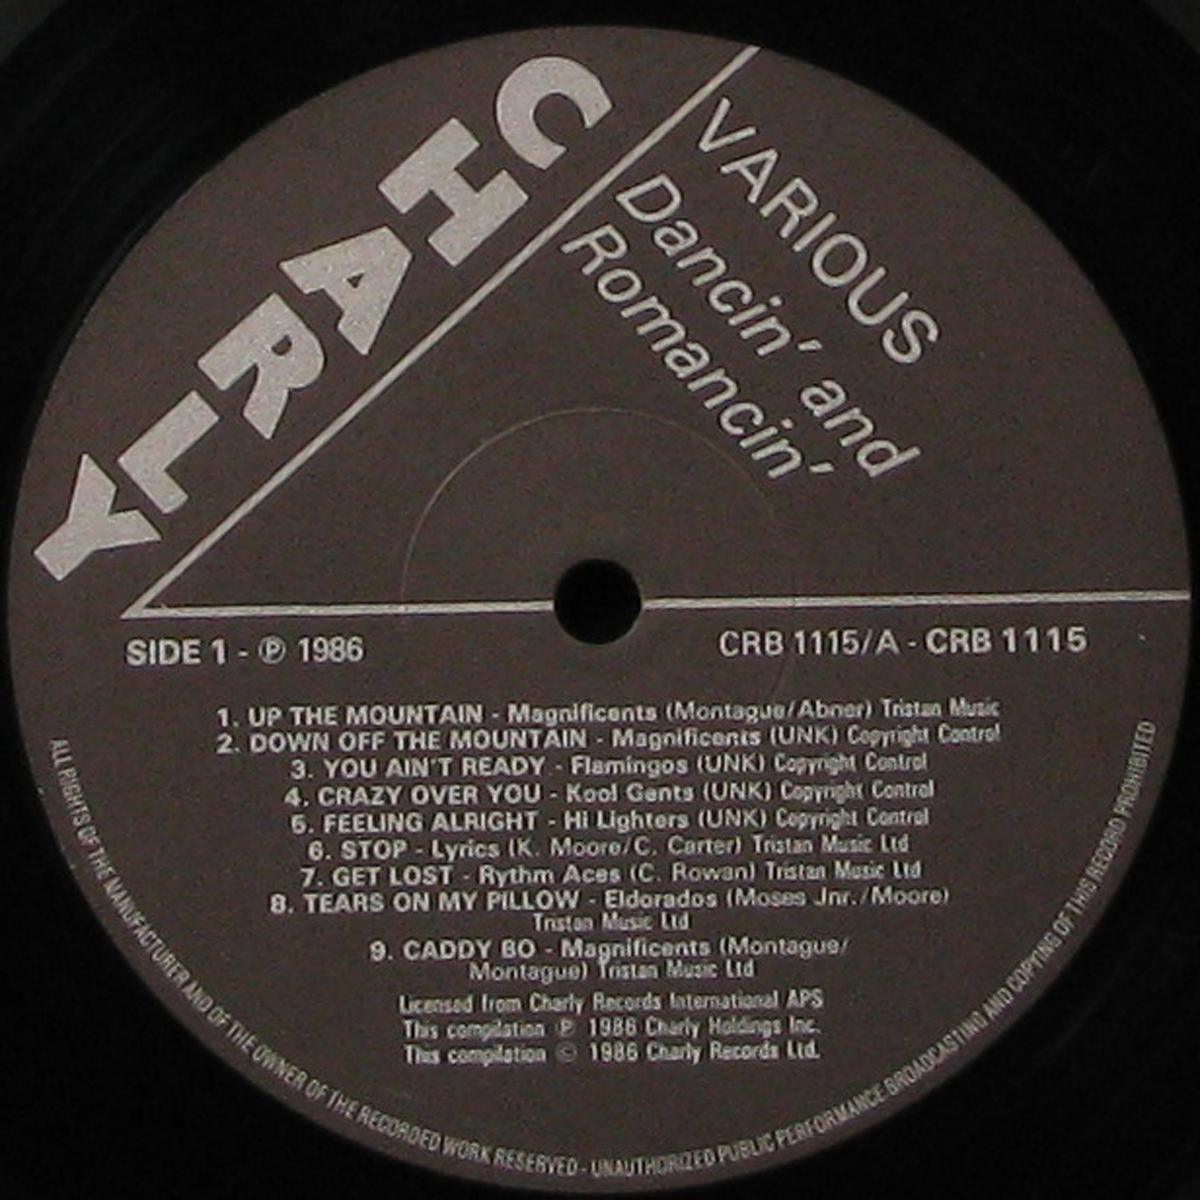 CHARLY
VARIOUS
Dancin' and
Romancin'
SIDE 1 - ℗ 1986
CRB 1115/A - CRB 1115
1. UP THE MOUNTAIN - Magnificents (Montague/Abner) Tristan Music
2. DOWN OFF THE MOUNTAIN - Magnificents (UNK) Copyright Control
3. YOU AIN'T READY - Flamingos (UNK) Copyright Control
4. CRAZY OVER YOU - Kool Gents (UNK) Copyright Control
5. FEELING ALRIGHT - Hi Lighters (UNK) Copyright Control
6. STOP - Lyrics (K. Moore/C. Carter) Tristan Music Ltd
7. GET LOST - Rythm Aces (C. Rowan) Tristan Music Ltd
8. TEARS ON MY PILLOW - Eldorados (Moses Jnr./Moore)
Tristan Music Ltd
9. CADDY BO - Magnificents (Montague/
Montague) Tristan Music Ltd
Licensed from Charly Records International APS
This compilation ℗ 1986 Charly Holdings Inc.
This compilation © 1986 Charly Records Ltd.
ALL RIGHTS OF THE MANUFACTURER AND OF THE OWNER OF THE RECORDED WORK RESERVED - UNAUTHORIZED PUBLIC PERFORMANCE BROADCASTING AND COPYING OF THIS RECORD PROHIBITED